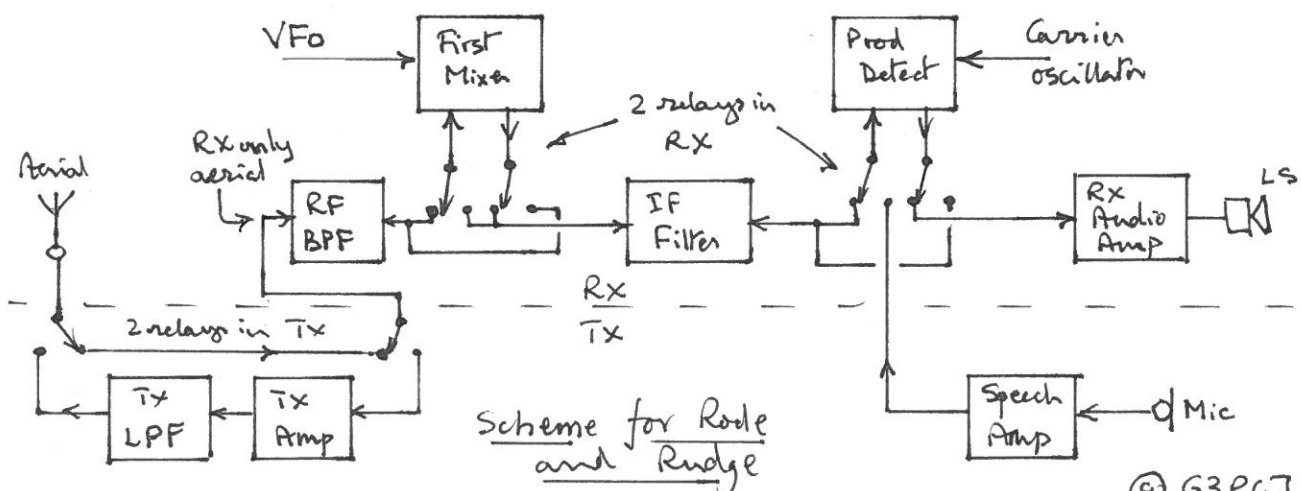 VFO
First
Mixer
Prod
Detect
Carrier
oscillator
2 relays in
RX
Aerial
RX only
aerial
RF
BPF
IF
Filter
RX
Audio
Amp
LS
RX
TX
2 relays in TX
TX
LPF
TX
Amp
Scheme for Rode
and Rudge
Speech
Amp
Mic
G3PCJ